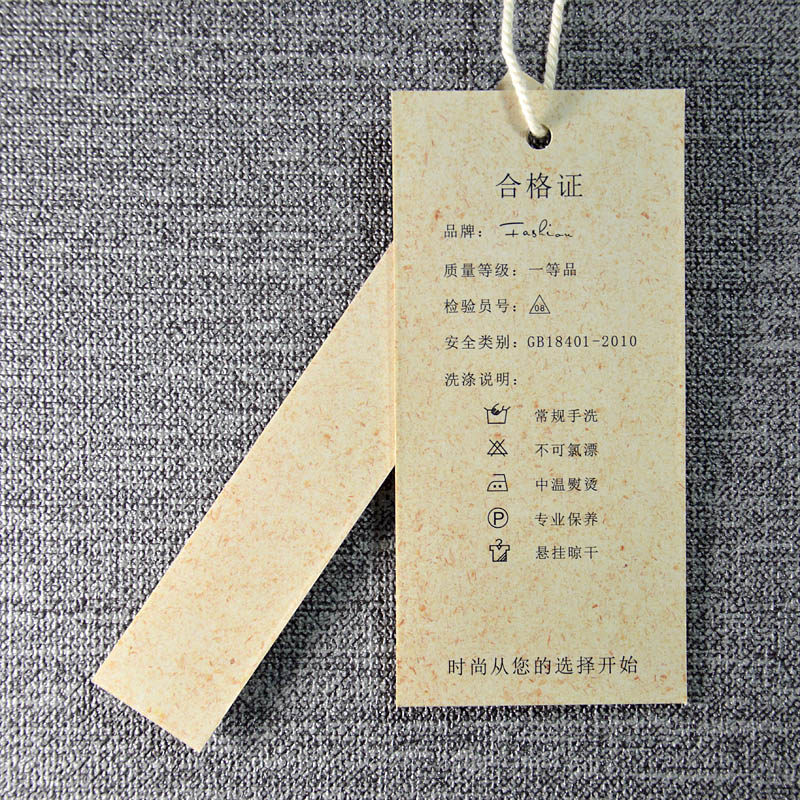 合格证
品牌: Fashion
质量等级: 一等品
检验员号: 08
安全类别: GB18401-2010
洗涤说明:
常规手洗
不可氯漂
中温熨烫
P 专业保养
悬挂晾干
时尚从您的选择开始